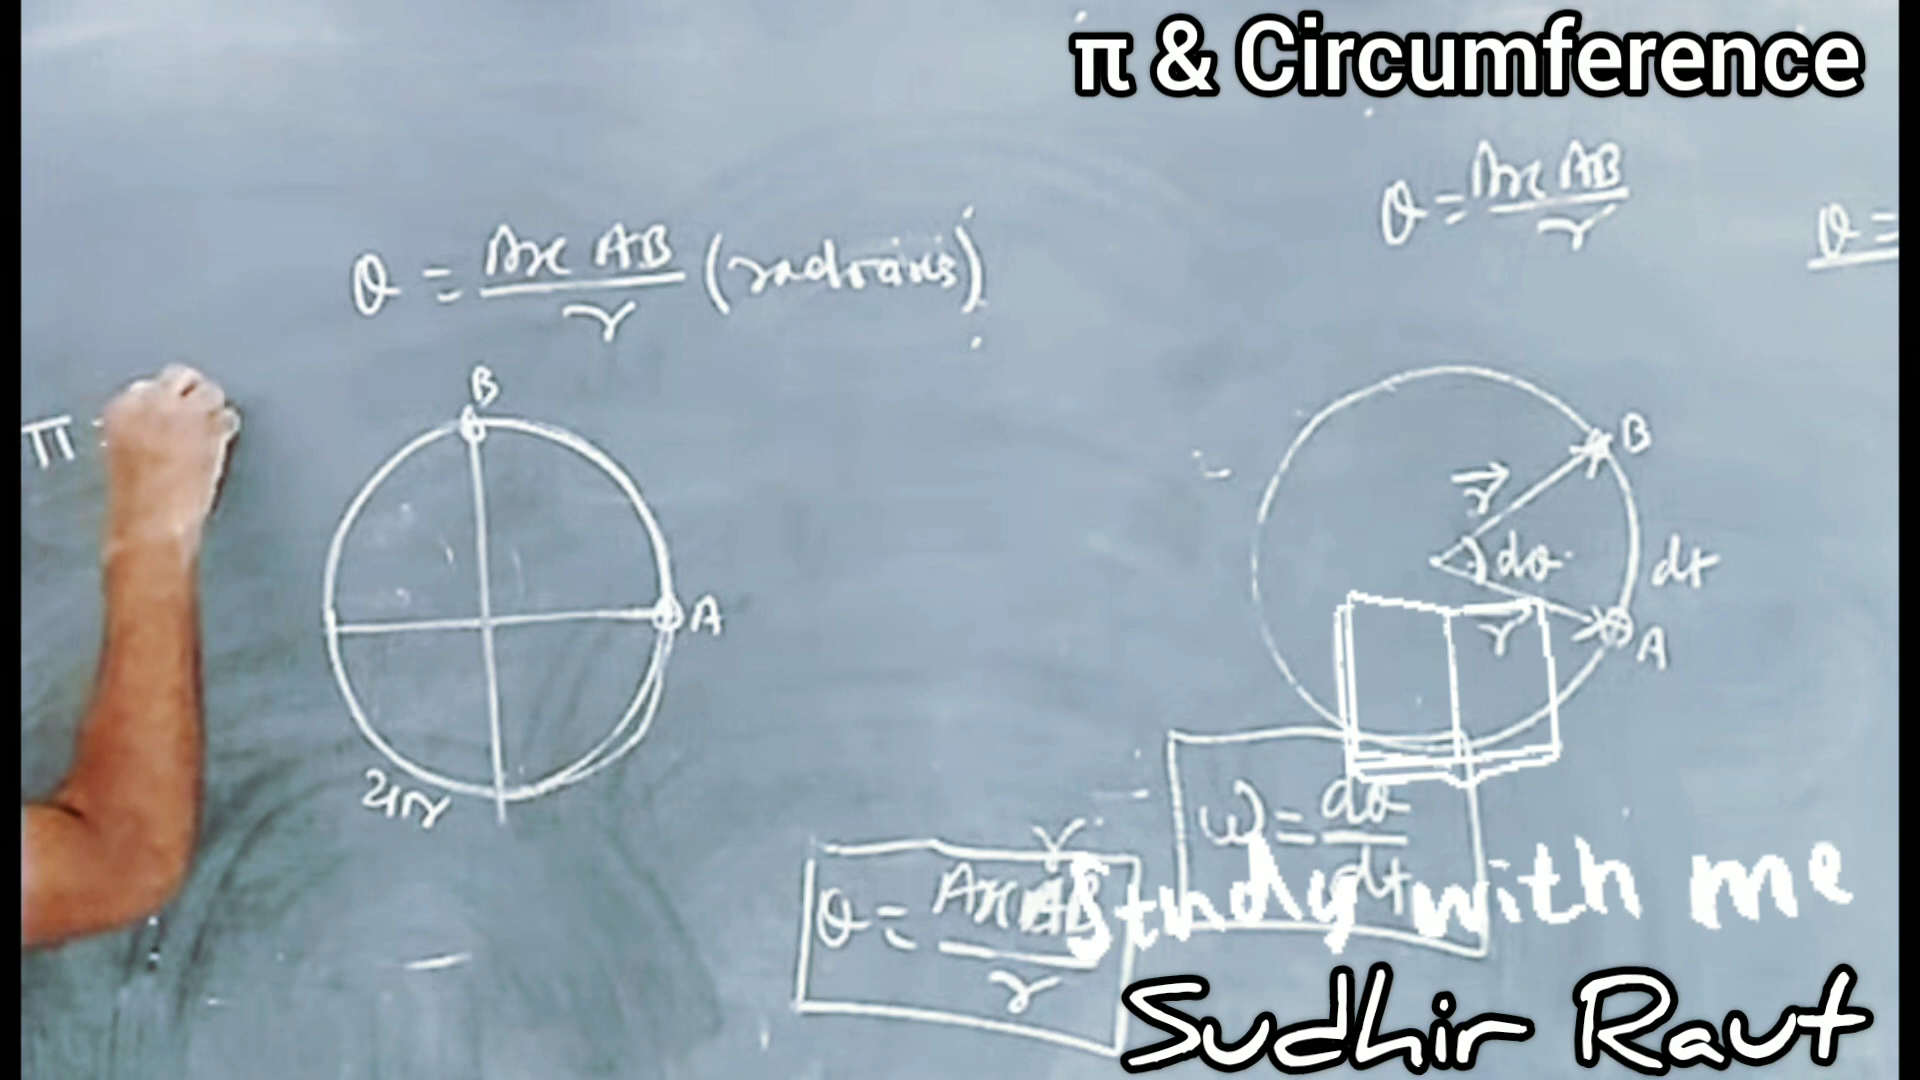 π & Circumference
θ = Arc AB / r (radians)
θ = Arc AB / r
θ =
π =
B
A
2πr
B
r
dθ
dt
r
A
ω = dθ / dt
r
θ = Arc AB / r
Study with me
Sudhir Raut